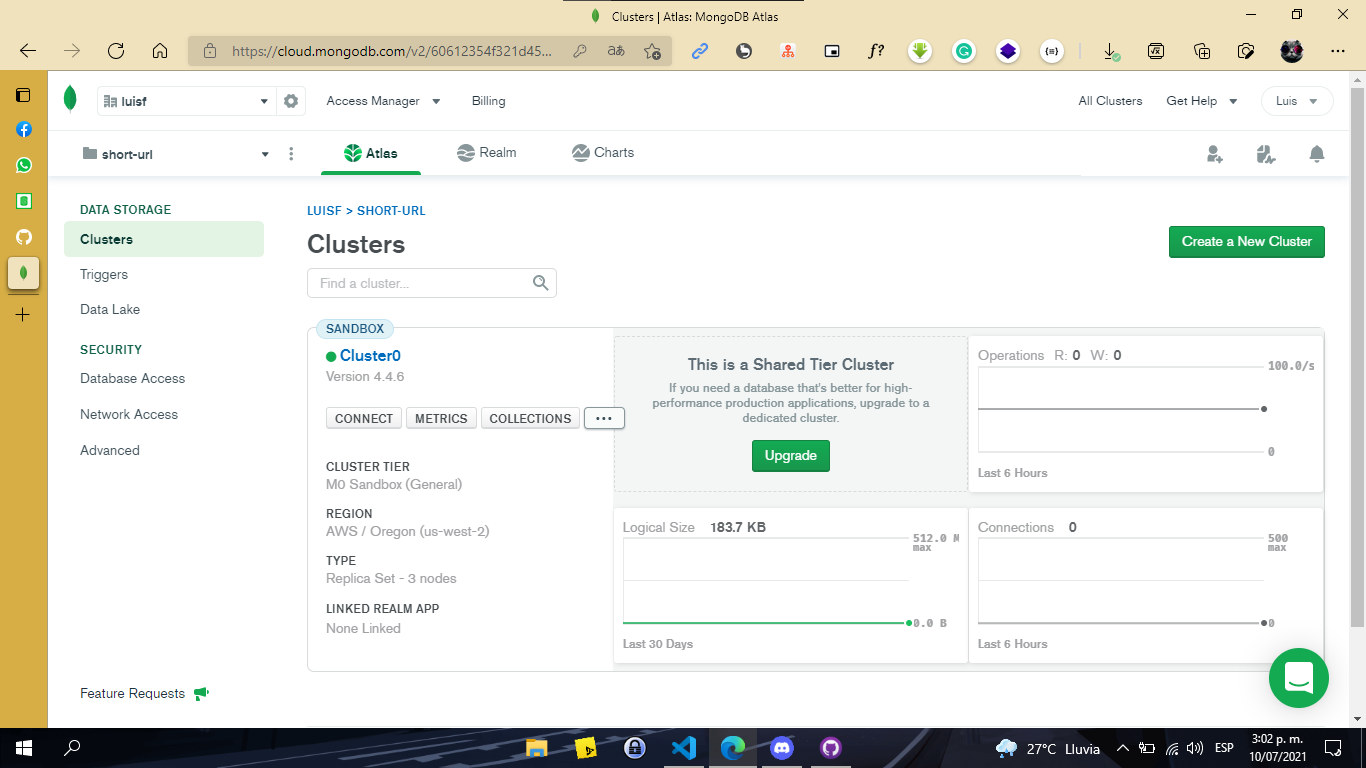 Clusters | Atlas: MongoDB Atlas
https://cloud.mongodb.com/v2/60612354f321d45...
aあ
f?
{≡}
luisf
Access Manager
Billing
All Clusters
Get Help
Luis
short-url
Atlas
Realm
Charts
DATA STORAGE
Clusters
Triggers
Data Lake
SECURITY
Database Access
Network Access
Advanced
Feature Requests
LUISF > SHORT-URL
Clusters
Create a New Cluster
Find a cluster...
SANDBOX
Cluster0
Version 4.4.6
CONNECT
METRICS
COLLECTIONS
...
CLUSTER TIER
M0 Sandbox (General)
REGION
AWS / Oregon (us-west-2)
TYPE
Replica Set - 3 nodes
LINKED REALM APP
None Linked
This is a Shared Tier Cluster
If you need a database that's better for high-
performance production applications, upgrade to a
dedicated cluster.
Upgrade
Operations R: 0 W: 0
100.0/s
0
Last 6 Hours
Logical Size 183.7 KB
512.0 M
max
0.0 B
Last 30 Days
Connections 0
500
max
0
Last 6 Hours
27°C Lluvia
ESP
3:02 p. m.
10/07/2021